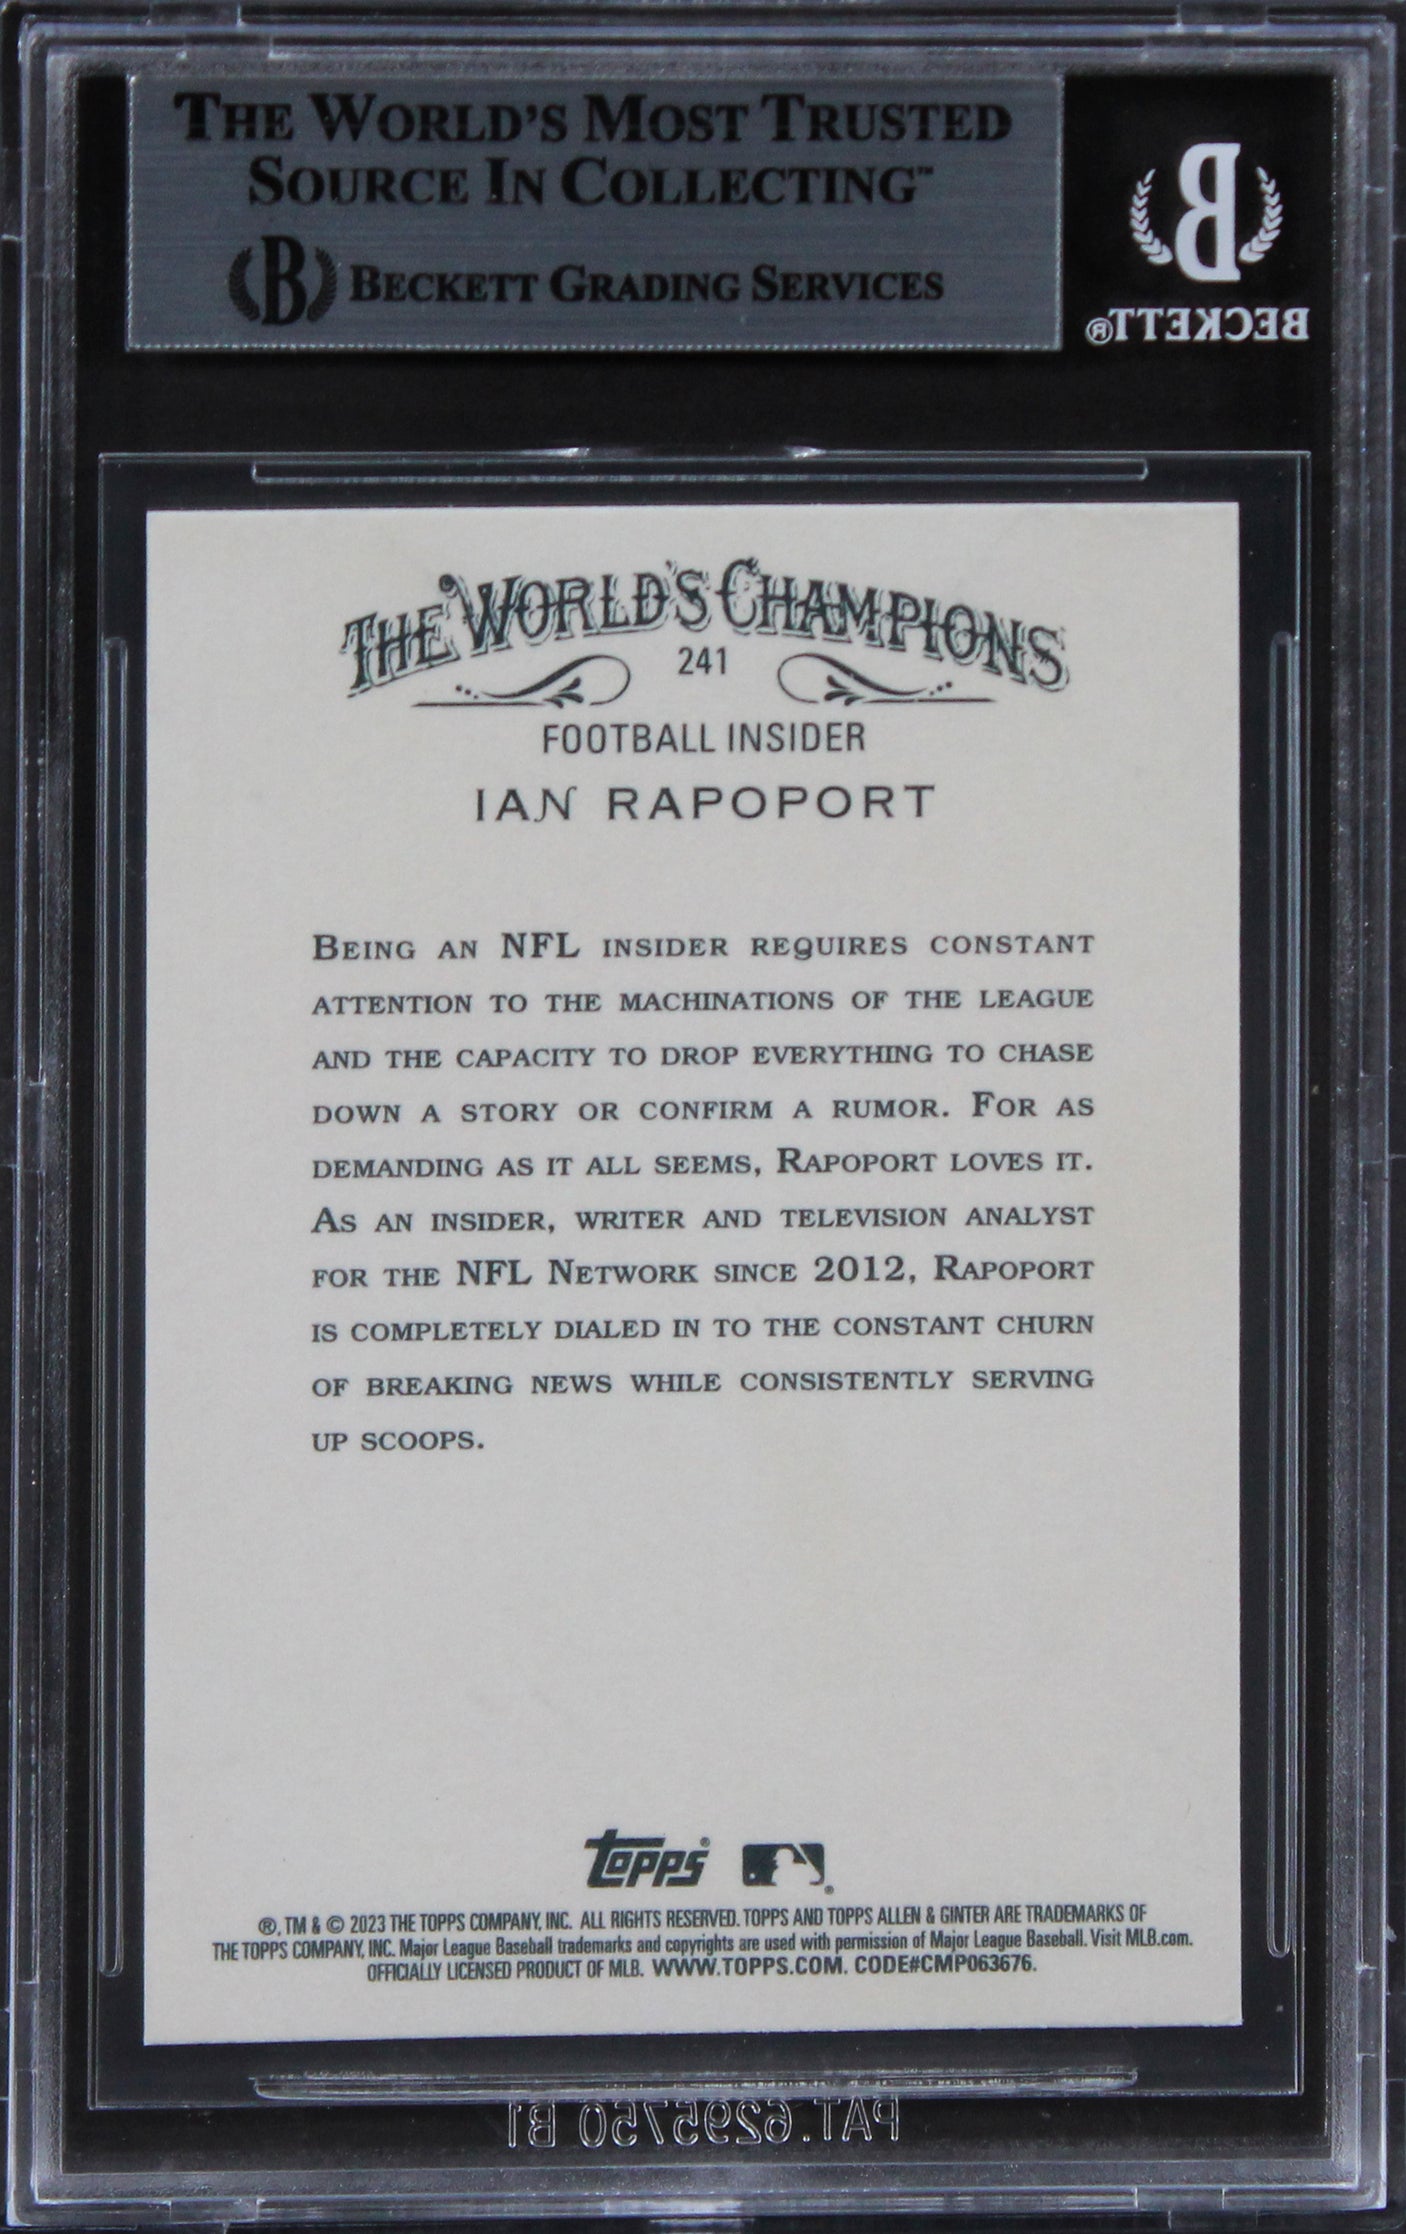 THE WORLD'S MOST TRUSTED
SOURCE IN COLLECTING™
B BECKETT GRADING SERVICES
B
BECKETT®
THE WORLD'S CHAMPIONS
241
FOOTBALL INSIDER
IAN RAPOPORT
BEING AN NFL INSIDER REQUIRES CONSTANT
ATTENTION TO THE MACHINATIONS OF THE LEAGUE
AND THE CAPACITY TO DROP EVERYTHING TO CHASE
DOWN A STORY OR CONFIRM A RUMOR. FOR AS
DEMANDING AS IT ALL SEEMS, RAPOPORT LOVES IT.
AS AN INSIDER, WRITER AND TELEVISION ANALYST
FOR THE NFL NETWORK SINCE 2012, RAPOPORT
IS COMPLETELY DIALED IN TO THE CONSTANT CHURN
OF BREAKING NEWS WHILE CONSISTENTLY SERVING
UP SCOOPS.
Topps® ®
®, TM & © 2023 THE TOPPS COMPANY, INC. ALL RIGHTS RESERVED. TOPPS AND TOPPS ALLEN & GINTER ARE TRADEMARKS OF
THE TOPPS COMPANY, INC. Major League Baseball trademarks and copyrights are used with permission of Major League Baseball. Visit MLB.com.
OFFICIALLY LICENSED PRODUCT OF MLB. WWW.TOPPS.COM. CODE#CMP063676.
PAT. 6295750 B1